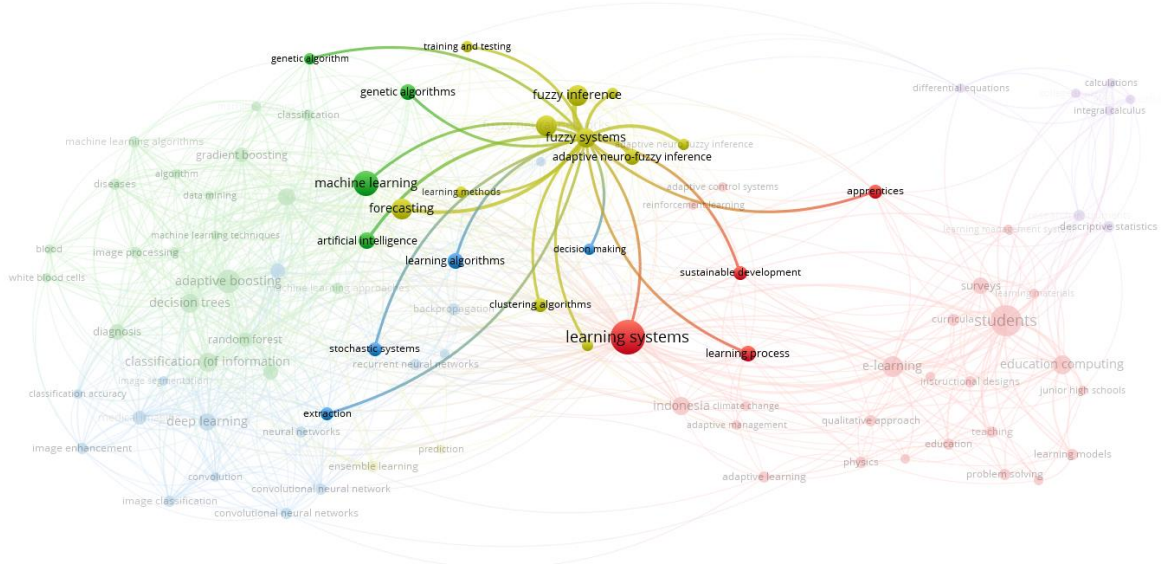 training and testing
genetic algorithm
differential equations
calculations
genetic algorithms
fuzzy inference
integral calculus
classification
fuzzy systems
machine learning algorithms
adaptive neuro-fuzzy inference
gradient boosting
adaptive neuro-fuzzy inference
algorithm
diseases
machine learning
adaptive control systems
data mining
learning methods
apprentices
forecasting
reinforcement learning
descriptive statistics
machine learning techniques
artificial intelligence
blood
image processing
decision making
learning algorithms
white blood cells
adaptive boosting
sustainable development
surveys
machine learning approaches
learning materials
decision trees
clustering algorithms
backpropagation
curricula
students
diagnosis
random forest
learning systems
stochastic systems
learning process
classification of information
recurrent neural networks
e-learning
education computing
image segmentation
instructional designs
classification accuracy
junior high schools
indonesia
climate change
extraction
deep learning
adaptive management
qualitative approach
neural networks
teaching
image enhancement
prediction
education
learning models
ensemble learning
physics
convolution
adaptive learning
problem solving
convolutional neural network
image classification
convolutional neural networks